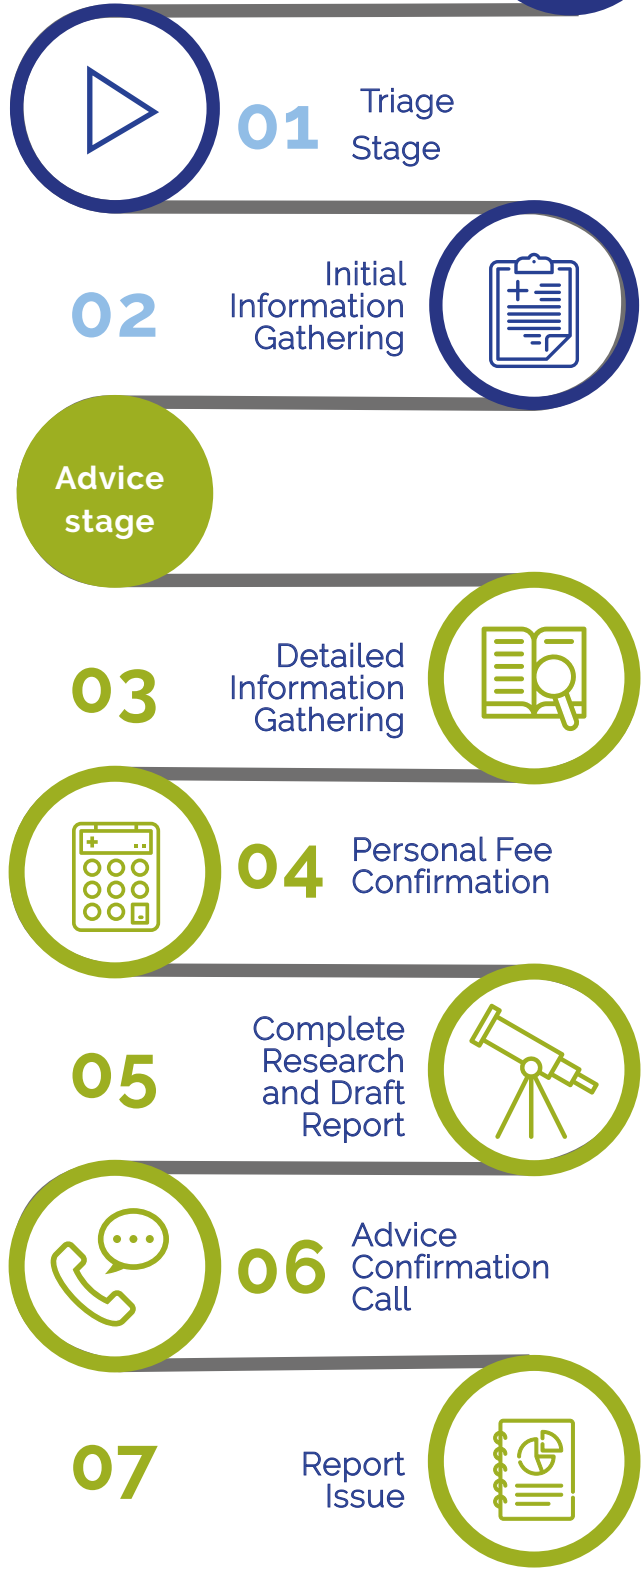 01
Triage
Stage
02
Initial
Information
Gathering
Advice
stage
03
Detailed
Information
Gathering
04
Personal Fee
Confirmation
05
Complete
Research
and Draft
Report
06
Advice
Confirmation
Call
07
Report
Issue